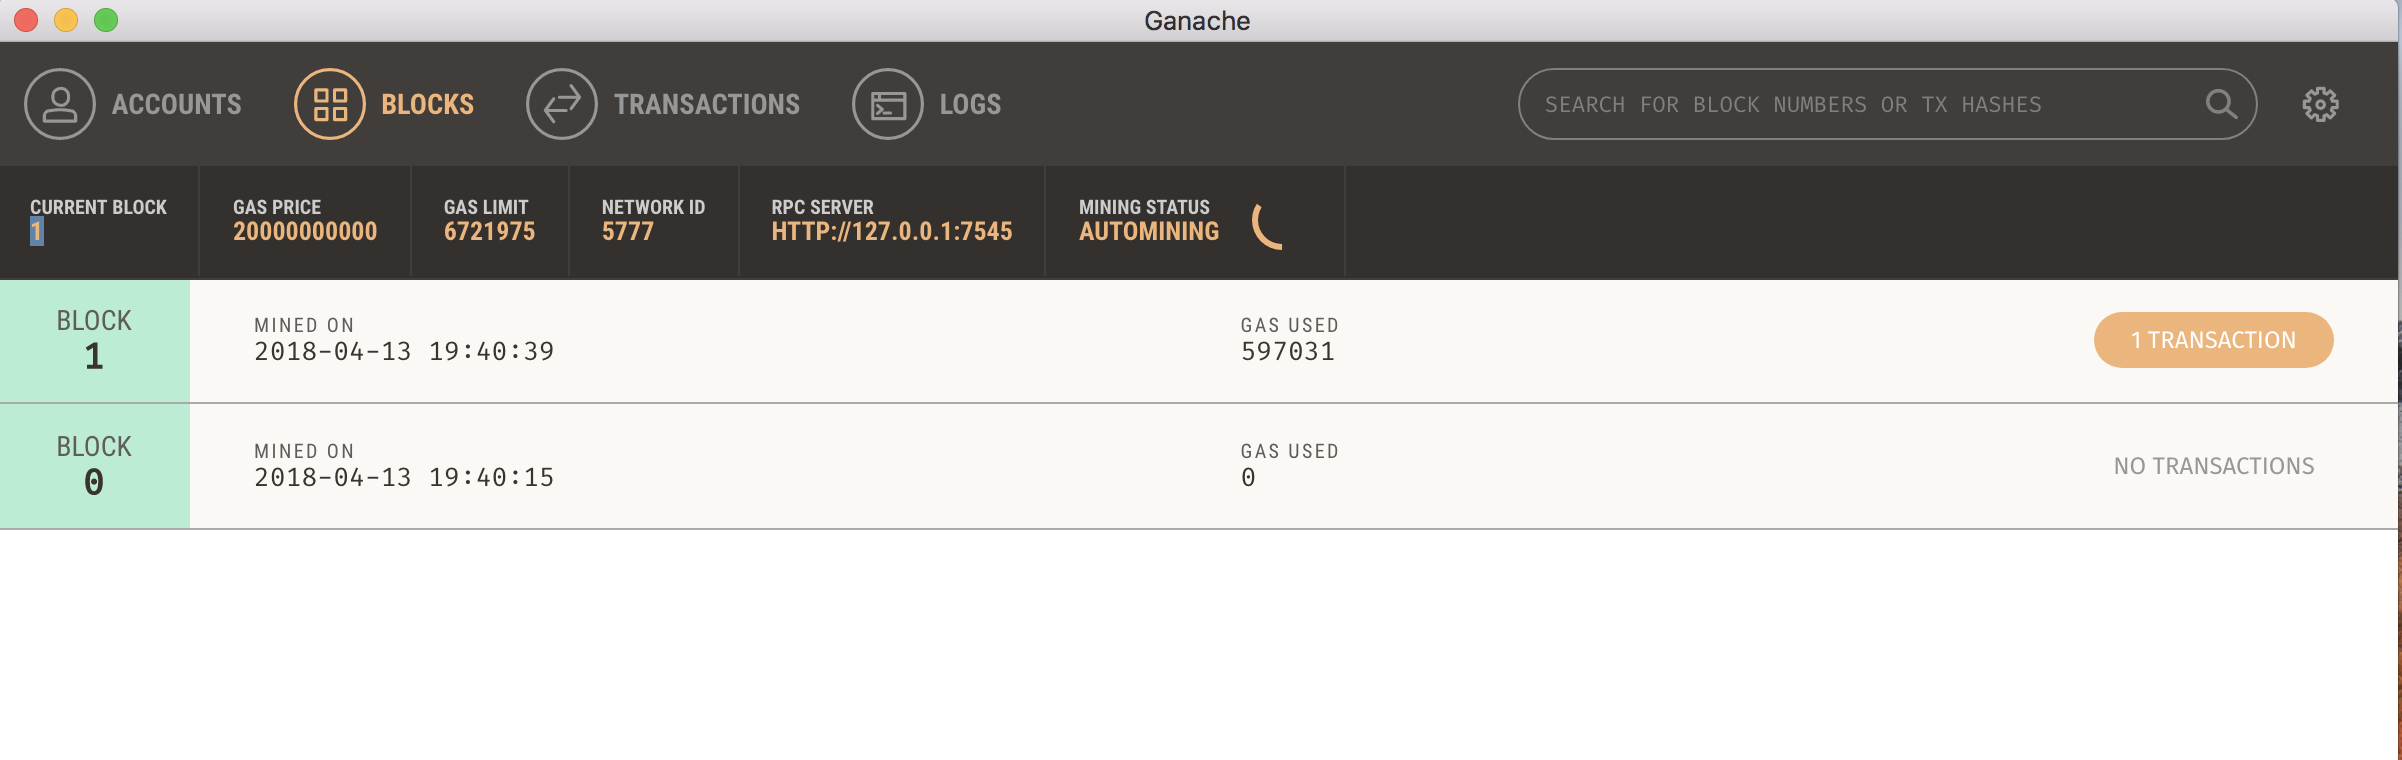 Ganache
ACCOUNTS BLOCKS TRANSACTIONS LOGS SEARCH FOR BLOCK NUMBERS OR TX HASHES
CURRENT BLOCK GAS PRICE GAS LIMIT NETWORK ID RPC SERVER MINING STATUS
1 20000000000 6721975 5777 HTTP://127.0.0.1:7545 AUTOMINING
BLOCK MINED ON GAS USED
1 2018-04-13 19:40:39 597031 1 TRANSACTION
BLOCK MINED ON GAS USED
0 2018-04-13 19:40:15 0 NO TRANSACTIONS